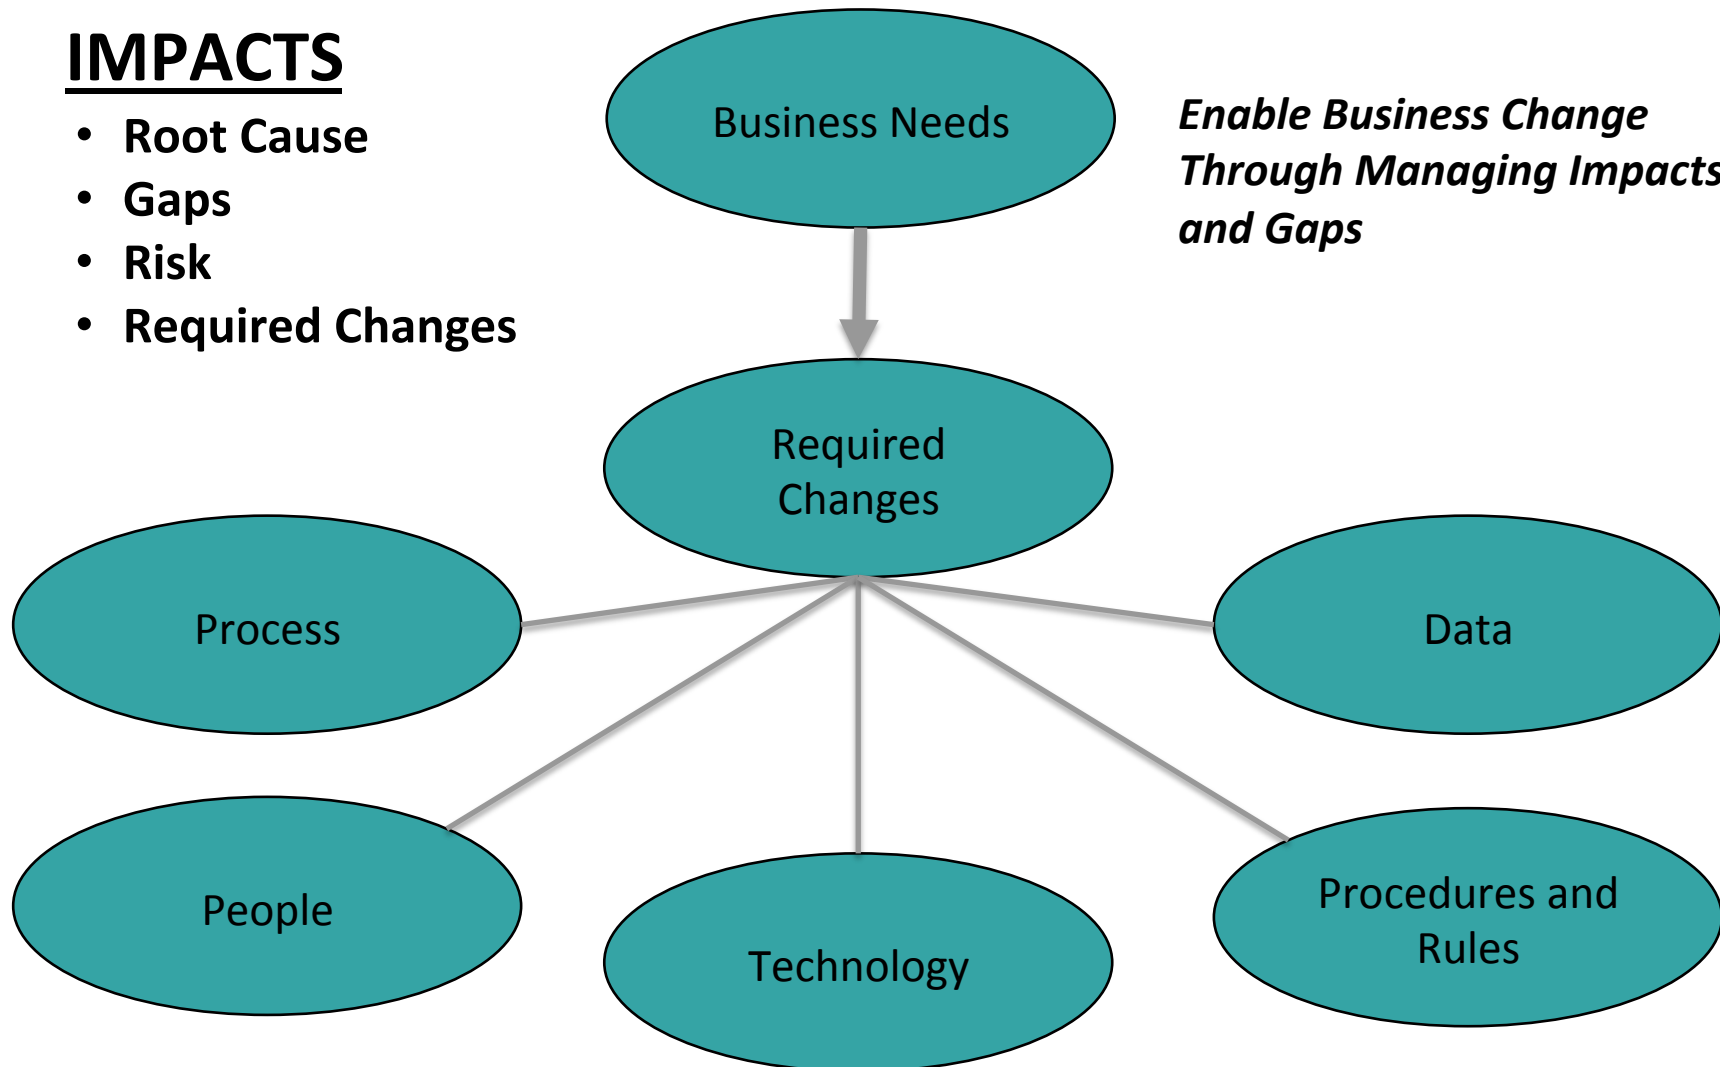 IMPACTS
• Root Cause
• Gaps
• Risk
• Required Changes
Business Needs
Enable Business Change
Through Managing Impacts
and Gaps
Required
Changes
Process
Data
People
Technology
Procedures and
Rules